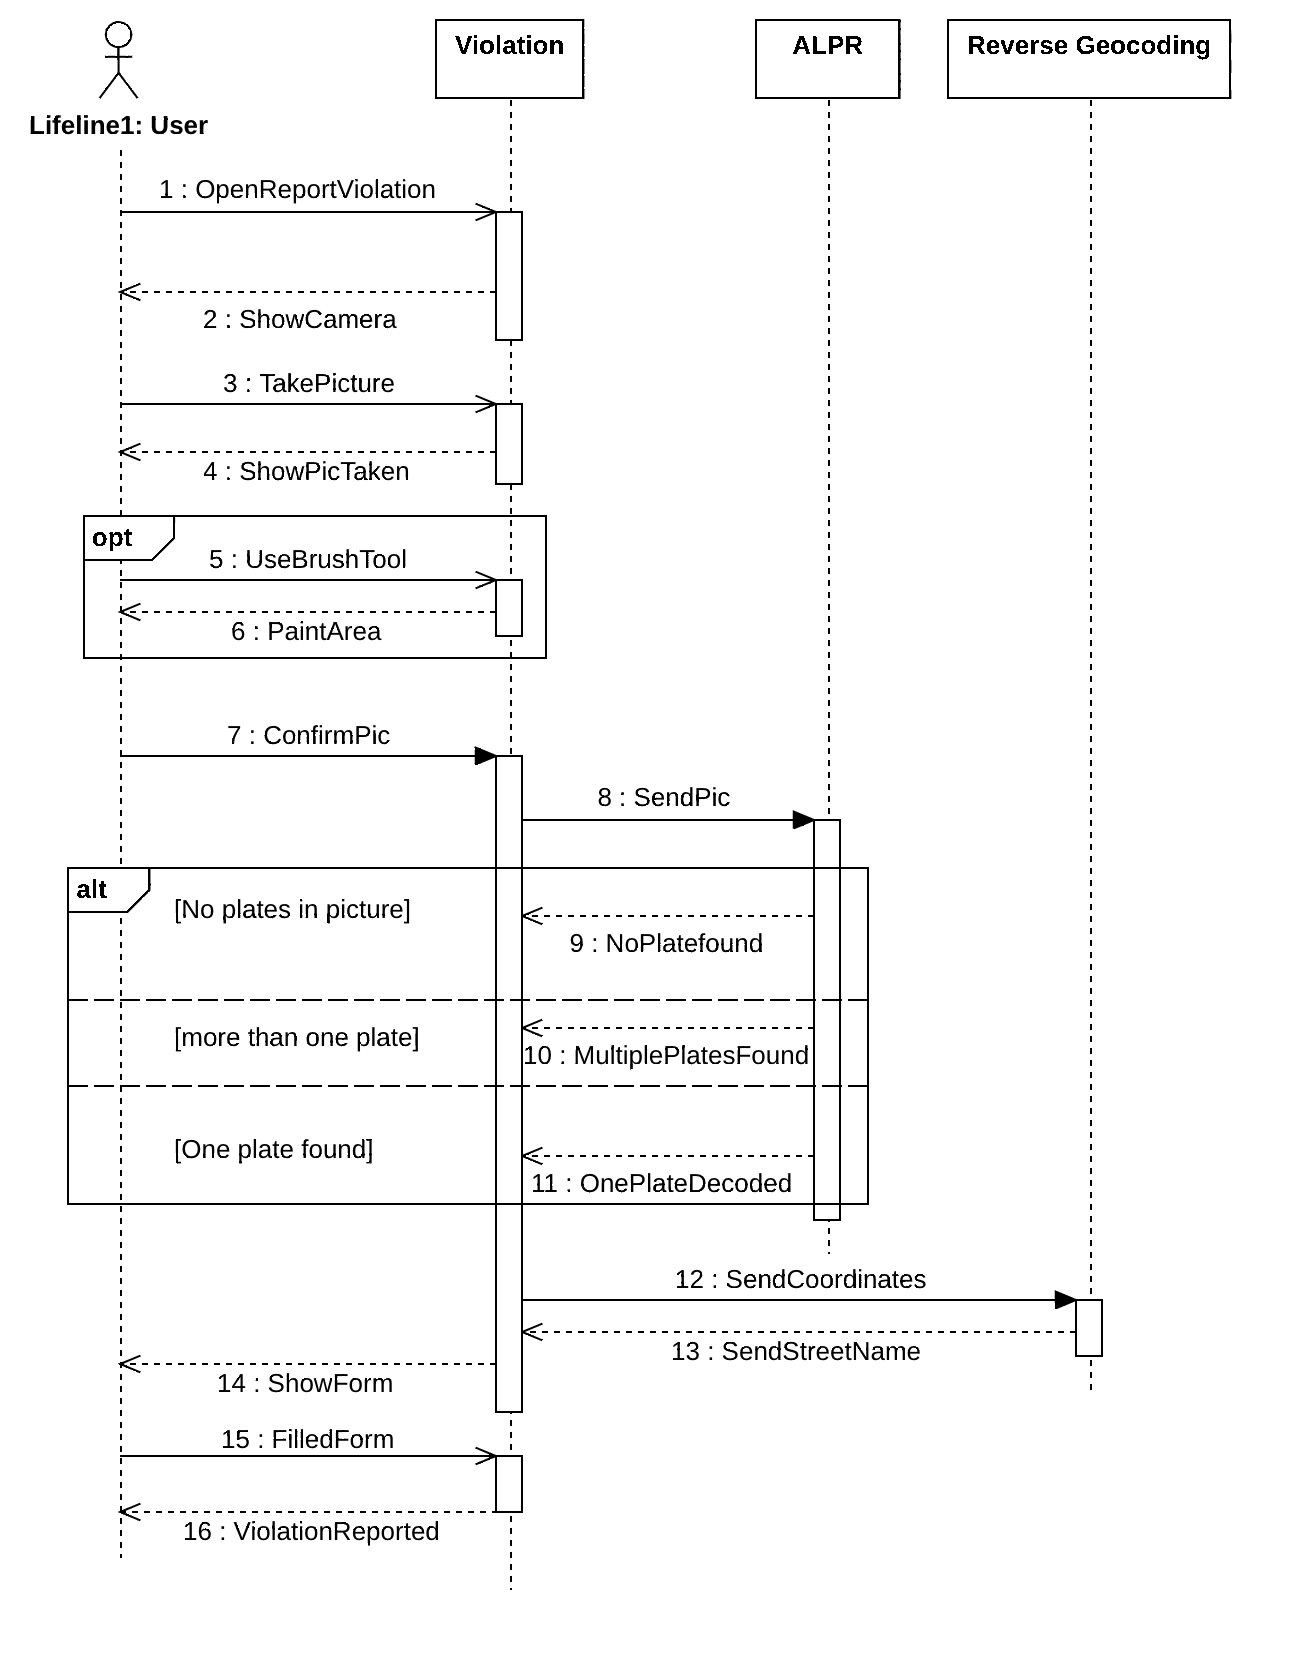 Violation
ALPR
Reverse Geocoding
Lifeline1: User
1 : OpenReportViolation
2 : ShowCamera
3 : TakePicture
4 : ShowPicTaken
opt
5 : UseBrushTool
6 : PaintArea
7 : ConfirmPic
8 : SendPic
alt
[No plates in picture]
9 : NoPlatefound
[more than one plate]
10 : MultiplePlatesFound
[One plate found]
11 : OnePlateDecoded
12 : SendCoordinates
13 : SendStreetName
14 : ShowForm
15 : FilledForm
16 : ViolationReported